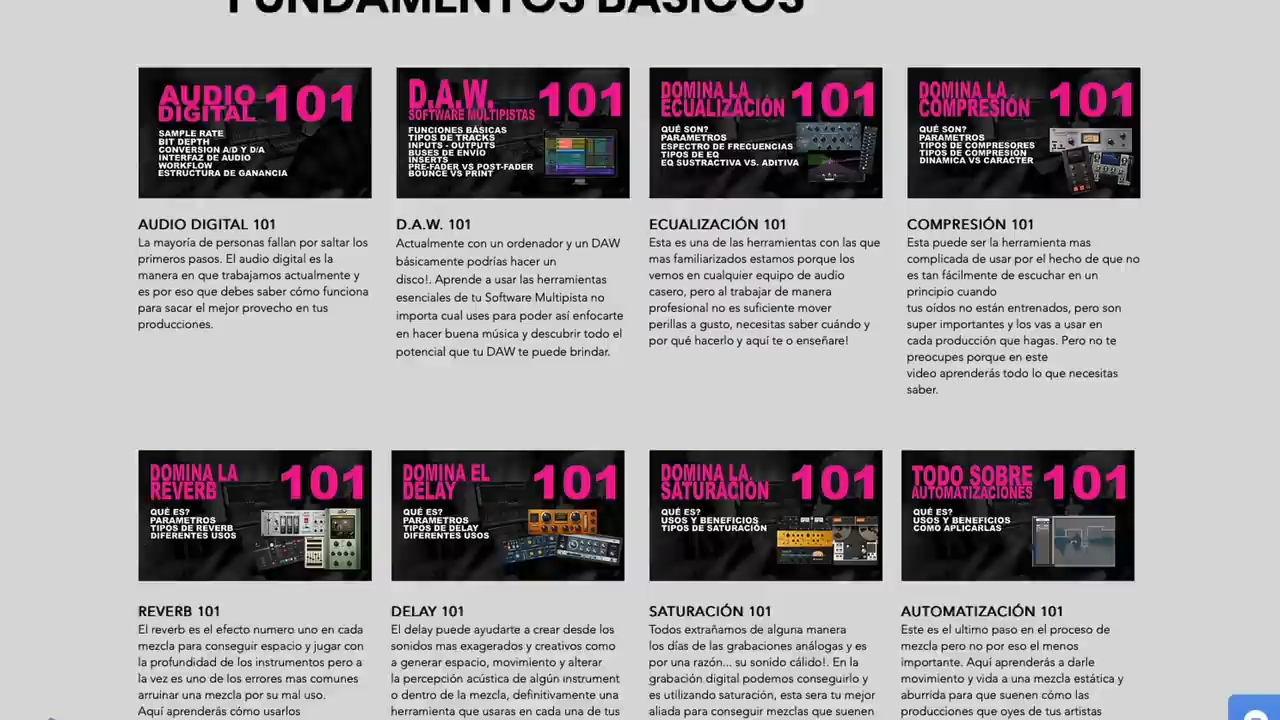 FUNDAMENTOS BÁSICOS
AUDIO
DIGITAL 101
SAMPLE RATE
BIT DEPTH
CONVERSION A/D Y D/A
INTERFAZ DE AUDIO
WORKFLOW
ESTRUCTURA DE GANANCIA
AUDIO DIGITAL 101
La mayoría de personas fallan por saltar los
primeros pasos. El audio digital es la
manera en que trabajamos actualmente y
es por eso que debes saber cómo funciona
para sacar el mejor provecho en tus
producciones.
D.A.W. 101
SOFTWARE MULTIPISTAS
FUNCIONES BÁSICAS
TIPOS DE TRACKS
INPUTS - OUTPUTS
BUSES DE ENVIO
INSERTS
PRE-FADER VS POST-FADER
BOUNCE VS PRINT
D.A.W. 101
Actualmente con un ordenador y un DAW
básicamente podrías hacer un
disco!. Aprende a usar las herramientas
esenciales de tu Software Multipista no
importa cual uses para poder así enfocarte
en hacer buena música y descubrir todo el
potencial que tu DAW te puede brindar.
DOMINA LA
ECUALIZACIÓN 101
QUÉ SON?
PARAMETROS
ESPECTRO DE FRECUENCIAS
TIPOS DE EQ
EQ SUSTRACTIVA VS. ADITIVA
ECUALIZACIÓN 101
Esta es una de las herramientas con las que
mas familiarizados estamos porque los
vemos en cualquier equipo de audio
casero, pero al trabajar de manera
profesional no es suficiente mover
perillas a gusto, necesitas saber cuándo y
por qué hacerlo y aquí te o enseñare!
DOMINA LA
COMPRESIÓN 101
QUÉ SON?
PARAMETROS
TIPOS DE COMPRESORES
TIPOS DE COMPRESIÓN
DINAMICA VS CARACTER
COMPRESIÓN 101
Esta puede ser la herramienta mas
complicada de usar por el hecho de que no
es tan fácilmente de escuchar en un
principio cuando
tus oídos no están entrenados, pero son
super importantes y los vas a usar en
cada producción que hagas. Pero no te
preocupes porque en este
video aprenderás todo lo que necesitas
saber.
DOMINA LA
REVERB 101
QUÉ ES?
PARAMETROS
TIPOS DE REVERB
DIFERENTES USOS
REVERB 101
El reverb es el efecto numero uno en cada
mezcla para conseguir espacio y jugar con
la profundidad de los instrumentos pero a
la vez es uno de los errores mas comunes
arruinar una mezcla por su mal uso.
Aquí aprenderás cómo usarlos
DOMINA EL
DELAY 101
QUÉ ES?
PARAMETROS
TIPOS DE DELAY
DIFERENTES USOS
DELAY 101
El delay puede ayudarte a crear desde los
sonidos mas exagerados y creativos como
a generar espacio, movimiento y alterar
la percepción acústica de algún instrument
o dentro de la mezcla, definitivamente una
herramienta que usaras en cada una de tus
DOMINA LA
SATURACIÓN 101
QUÉ ES?
USOS Y BENEFICIOS
TIPOS DE SATURACIÓN
SATURACIÓN 101
Todos extrañamos de alguna manera
los días de las grabaciones análogas y es
por una razón... su sonido cálido!. En la
grabación digital podemos conseguirlo y
es utilizando saturación, esta sera tu mejor
aliada para conseguir mezclas que suenen
TODO SOBRE
AUTOMATIZACIONES 101
QUÉ ES?
USOS Y BENEFICIOS
COMO APLICARLAS
AUTOMATIZACIÓN 101
Este es el ultimo paso en el proceso de
mezcla pero no por eso el menos
importante. Aquí aprenderás a darle
movimiento y vida a una mezcla estática y
aburrida para que suenen cómo las
producciones que oyes de tus artistas